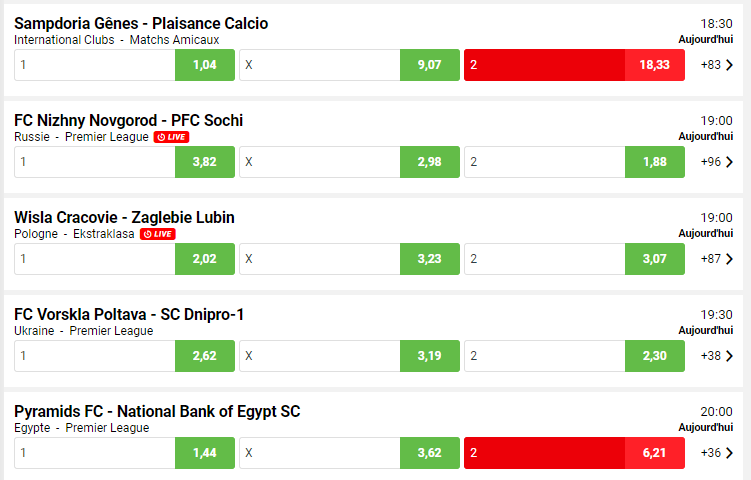 Sampdoria Gênes - Plaisance Calcio 18:30
International Clubs - Matchs Amicaux Aujourd'hui
1 1,04 X 9,07 2 18,33 +83
FC Nizhny Novgorod - PFC Sochi 19:00
Russie - Premier League LIVE Aujourd'hui
1 3,82 X 2,98 2 1,88 +96
Wisla Cracovie - Zaglebie Lubin 19:00
Pologne - Ekstraklasa LIVE Aujourd'hui
1 2,02 X 3,23 2 3,07 +87
FC Vorskla Poltava - SC Dnipro-1 19:30
Ukraine - Premier League Aujourd'hui
1 2,62 X 3,19 2 2,30 +38
Pyramids FC - National Bank of Egypt SC 20:00
Egypte - Premier League Aujourd'hui
1 1,44 X 3,62 2 6,21 +36